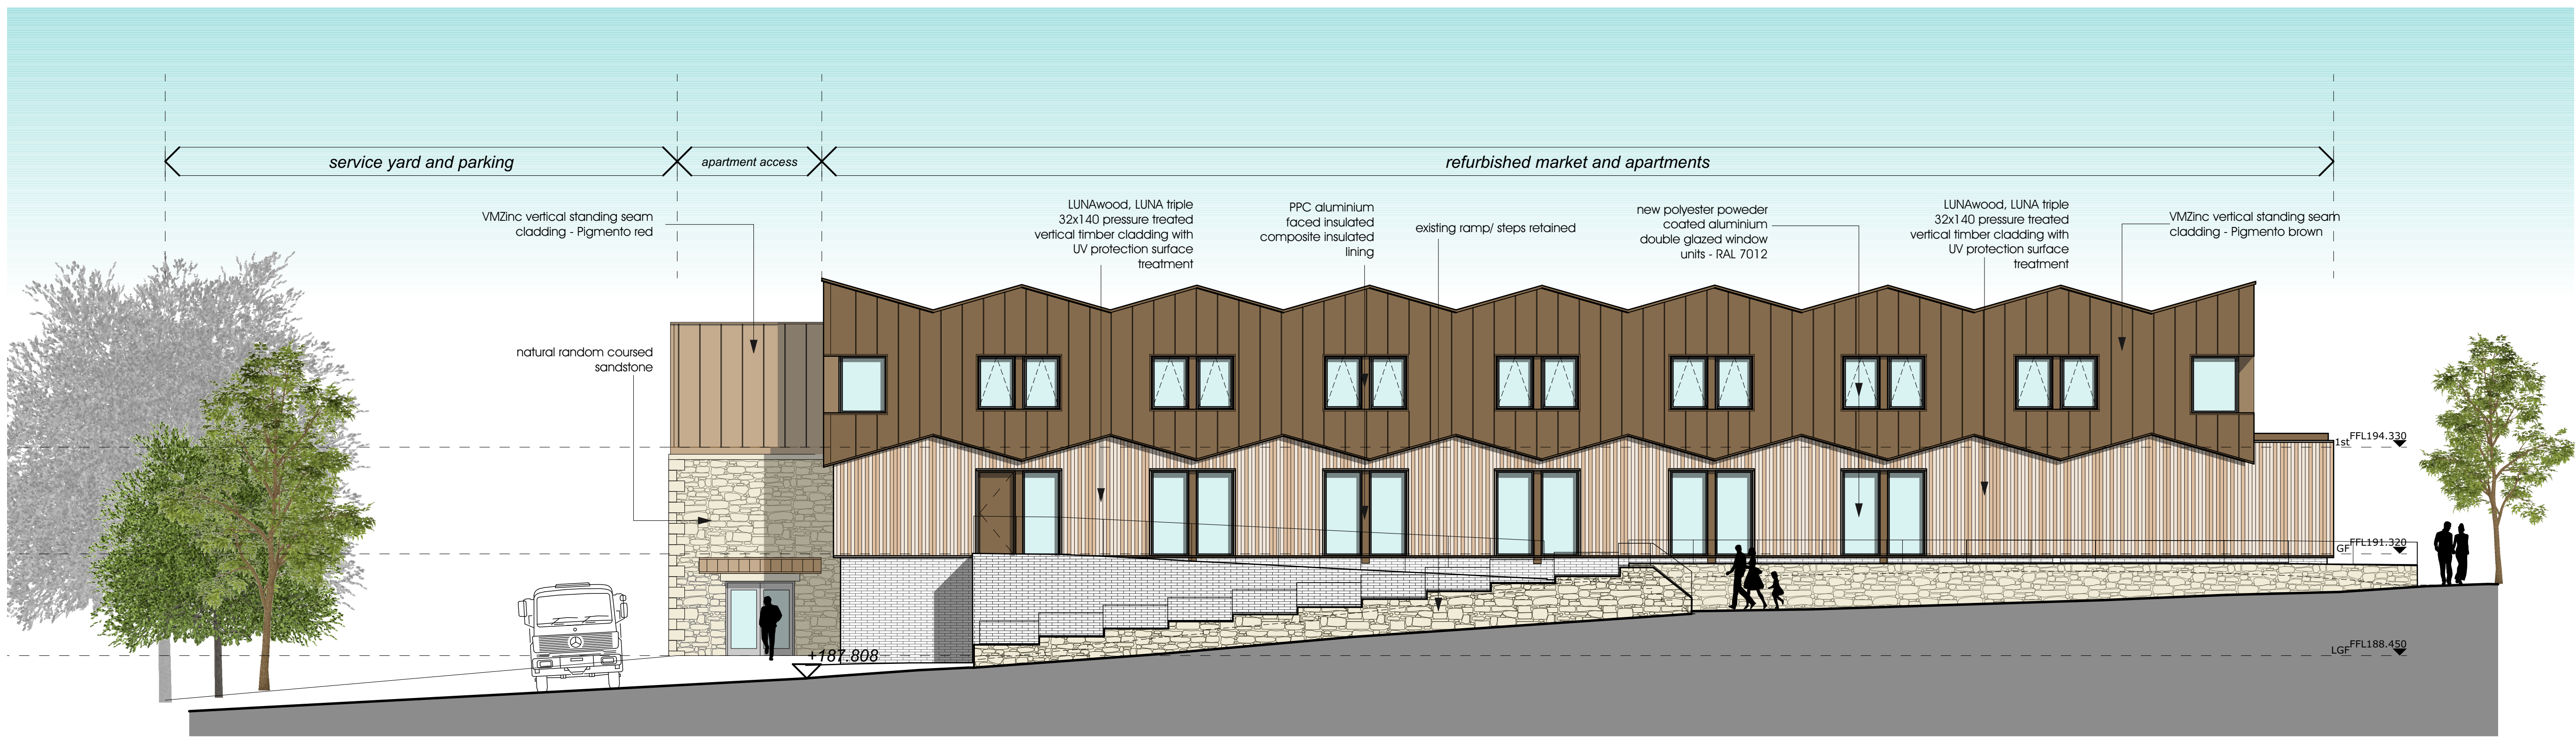 service yard and parking
apartment access
refurbished market and apartments
VMZinc vertical standing seam
cladding - Pigmento red
LUNAwood, LUNA triple
32x140 pressure treated
vertical timber cladding with
UV protection surface
treatment
PPC aluminium
faced insulated
composite insulated
lining
existing ramp/ steps retained
new polyester poweder
coated aluminium
double glazed window
units - RAL 7012
LUNAwood, LUNA triple
32x140 pressure treated
vertical timber cladding with
UV protection surface
treatment
VMZinc vertical standing seam
cladding - Pigmento brown
natural random coursed
sandstone
1st FFL194.330
GF FFL191.320
LGF FFL188.450
+187.808